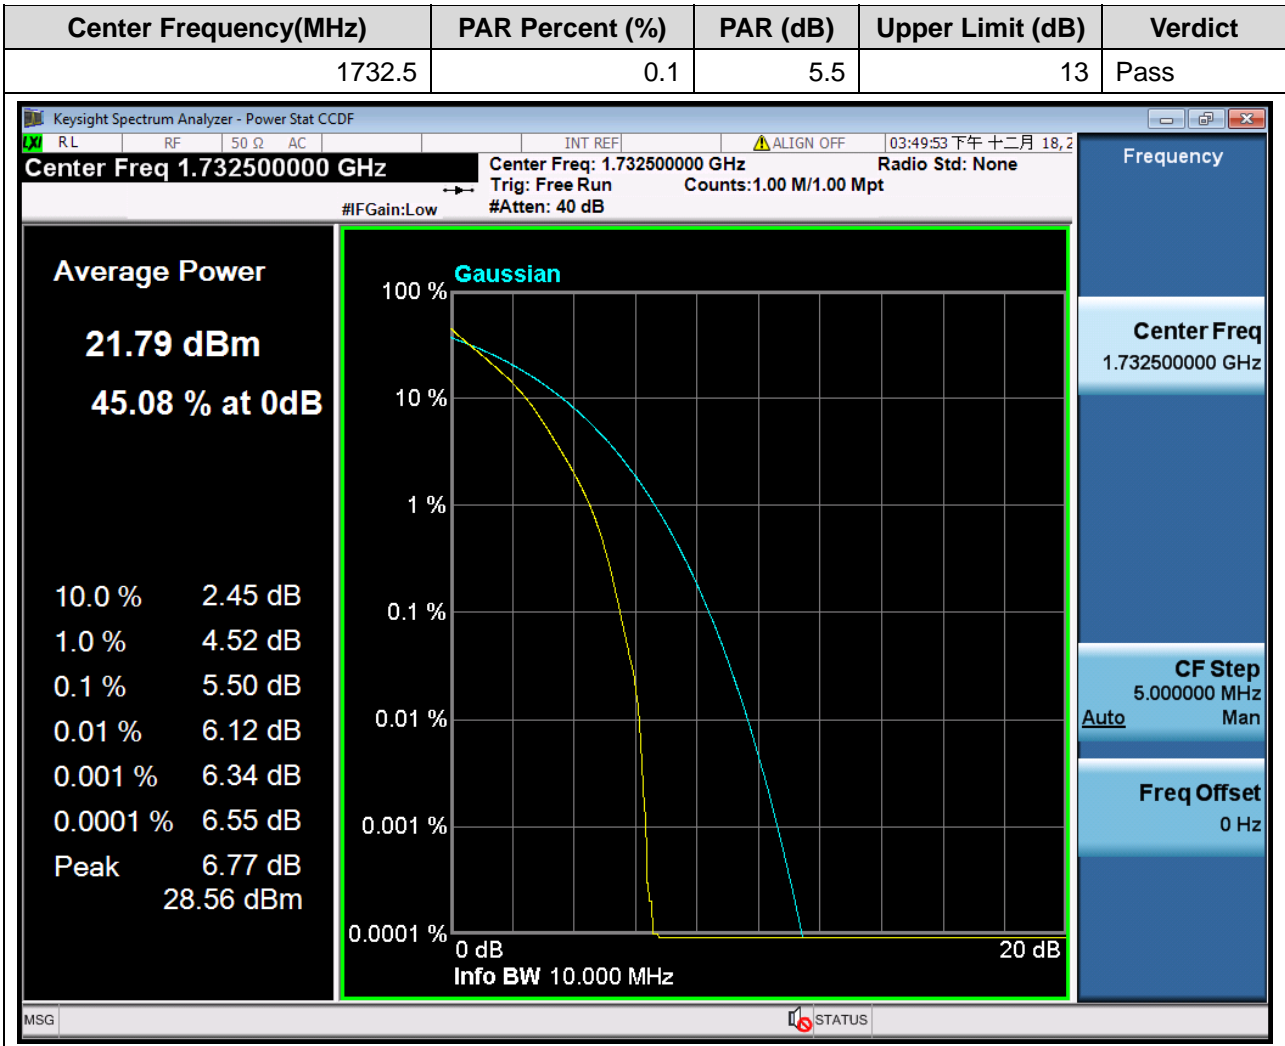 Center Frequency(MHz) PAR Percent (%) PAR (dB) Upper Limit (dB) Verdict
1732.5 0.1 5.5 13 Pass
Keysight Spectrum Analyzer - Power Stat CCDF
LXI RL RF 50 Ω AC INT REF ALIGN OFF 03:49:53下午 十二月 18, 2
Center Freq 1.732500000 GHz
Center Freq: 1.732500000 GHz Radio Std: None
Trig: Free Run Counts:1.00 M/1.00 Mpt
#IFGain:Low #Atten: 40 dB
Average Power
21.79 dBm
45.08 % at 0dB
10.0 % 2.45 dB
1.0 % 4.52 dB
0.1 % 5.50 dB
0.01 % 6.12 dB
0.001 % 6.34 dB
0.0001 % 6.55 dB
Peak 6.77 dB
28.56 dBm
Gaussian
100 %
10 %
1 %
0.1 %
0.01 %
0.001 %
0.0001 %
0 dB 20 dB
Info BW 10.000 MHz
Frequency
Center Freq
1.732500000 GHz
CF Step
5.000000 MHz
Auto Man
Freq Offset
0 Hz
MSG STATUS